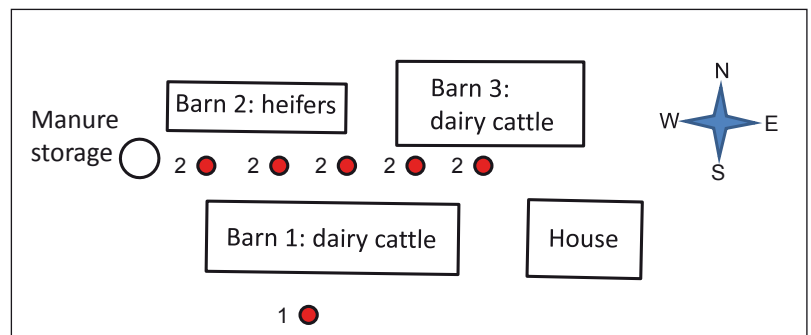 N
Barn 3:
Barn 2: heifers
dairy cattle
Manure
storage
W
E
2
2
2
2
2
S
Barn 1: dairy cattle
House
1